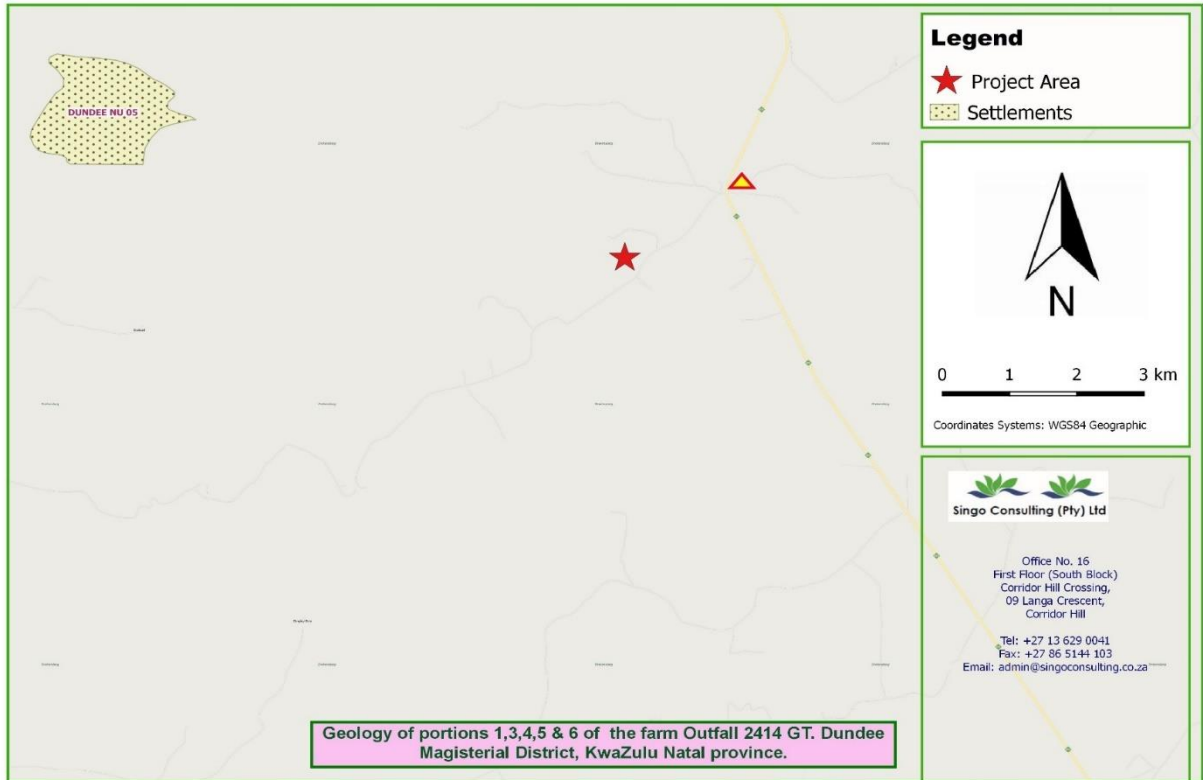 DUNDEE NU 05
Legend
Project Area
Settlements
N
0 1 2 3 km
Coordinates Systems: WGS84 Geographic
Singo Consulting (Pty) Ltd
Office No. 16
First Floor (South Block)
Corridor Hill Crossing,
09 Langa Crescent,
Corridor Hill
Tel: +27 13 629 0041
Fax: +27 86 5144 103
Email: admin@singoconsulting.co.za
Geology of portions 1,3,4,5 & 6 of the farm Outfall 2414 GT. Dundee
Magisterial District, KwaZulu Natal province.